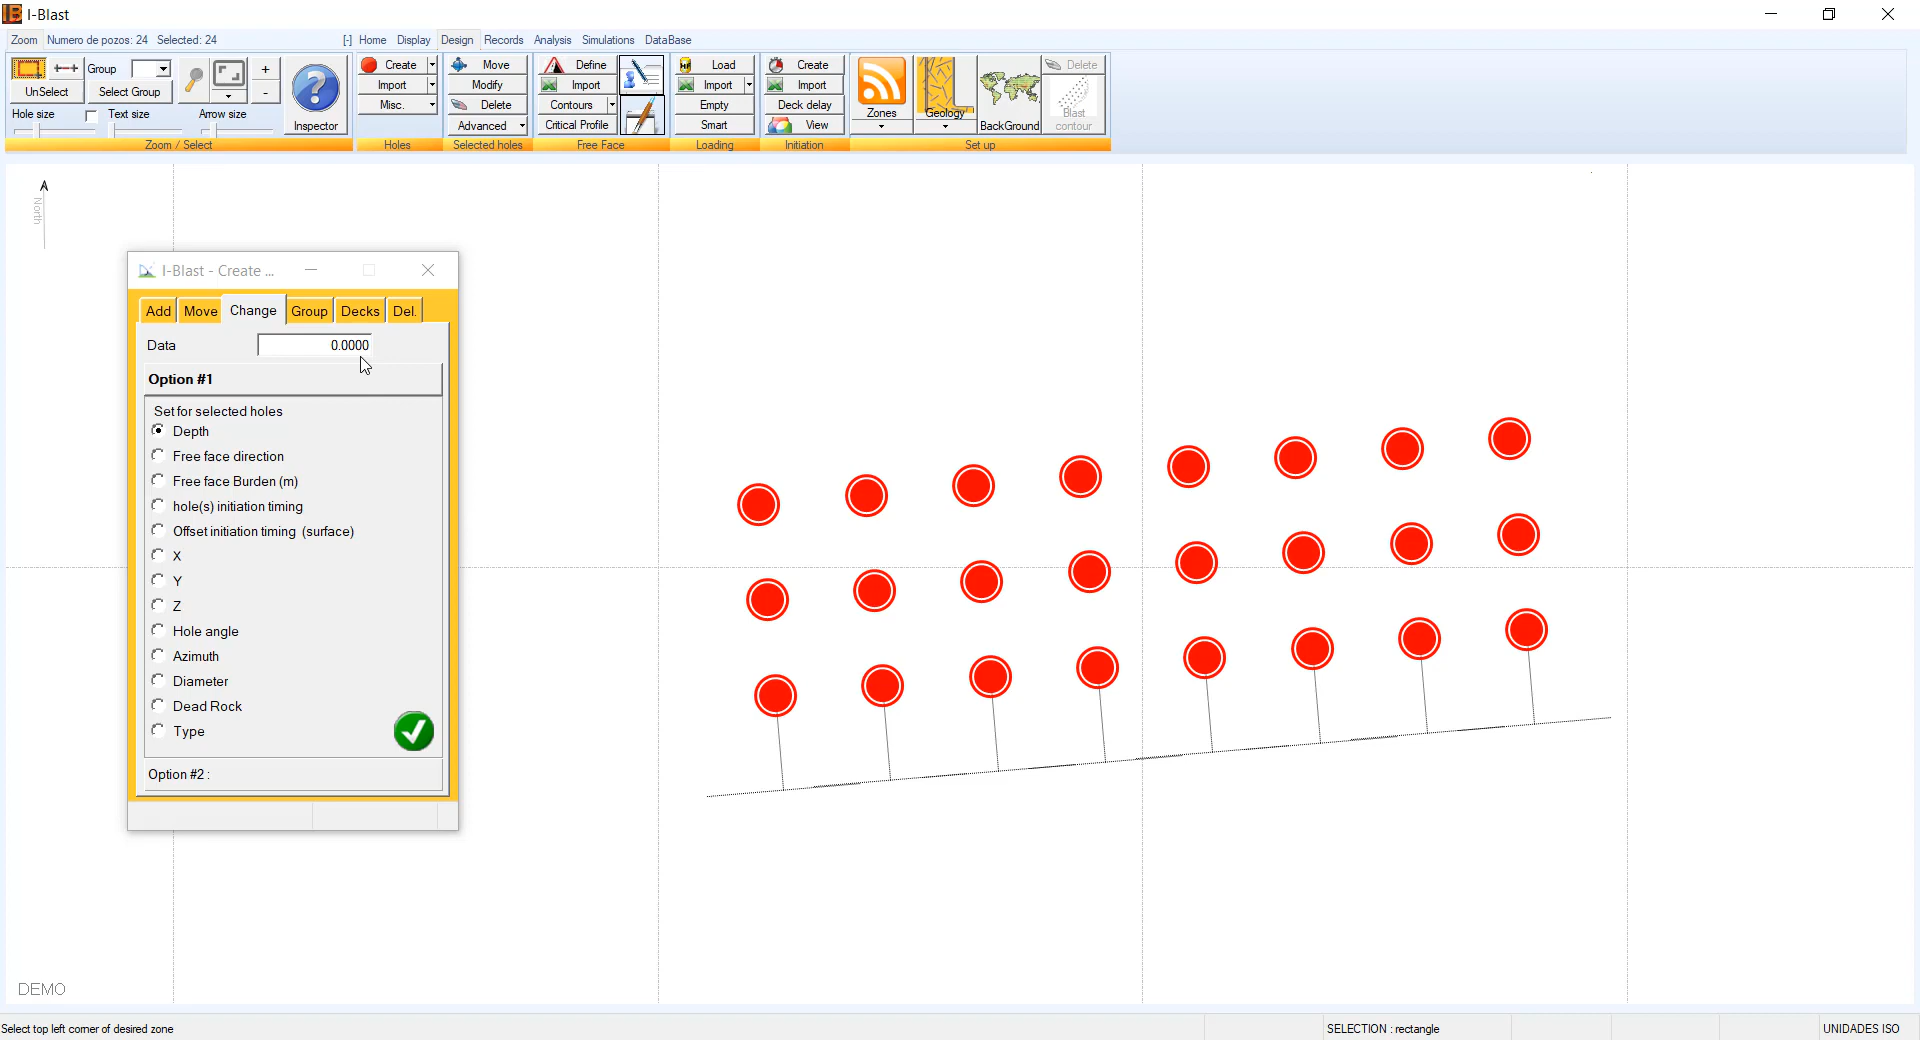 I-Blast
Zoom Numero de pozos: 24 Selected: 24 [-] Home Display Design Records Analysis Simulations DataBase
Group
UnSelect Select Group
Hole size Text size Arrow size
+
-
Inspector
Zoom / Select
Create
Import
Misc.
Holes
Move
Modify
Delete
Advanced
Selected holes
Define
Import
Contours
Critical Profile
Free Face
Load
Import
Empty
Smart
Loading
Create
Import
Deck delay
View
Initiation
Zones
Geology
BackGround
Delete
Blast
contour
Set up
North
I-Blast - Create ...
Add Move Change Group Decks Del.
Data 0.0000
Option #1
Set for selected holes
Depth
Free face direction
Free face Burden (m)
hole(s) initiation timing
Offset initiation timing (surface)
X
Y
Z
Hole angle
Azimuth
Diameter
Dead Rock
Type
Option #2 :
DEMO
Select top left corner of desired zone SELECTION : rectangle UNIDADES ISO